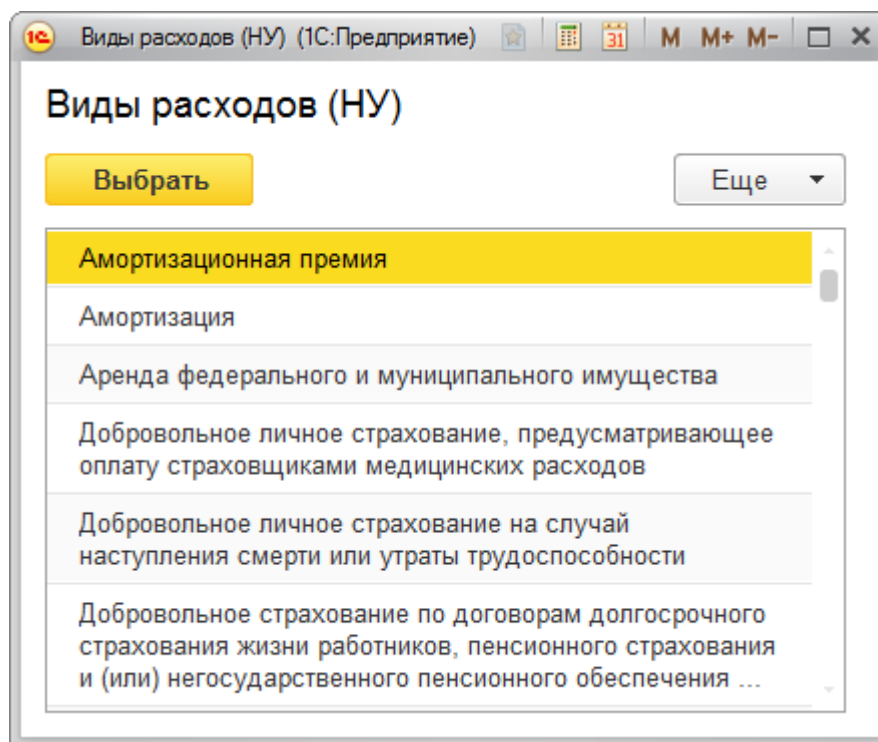 1С Виды расходов (НУ) (1С:Предприятие) 31 M M+ M-
Виды расходов (НУ)
Выбрать Еще
Амортизационная премия
Амортизация
Аренда федерального и муниципального имущества
Добровольное личное страхование, предусматривающее
оплату страховщиками медицинских расходов
Добровольное личное страхование на случай
наступления смерти или утраты трудоспособности
Добровольное страхование по договорам долгосрочного
страхования жизни работников, пенсионного страхования
и (или) негосударственного пенсионного обеспечения ...